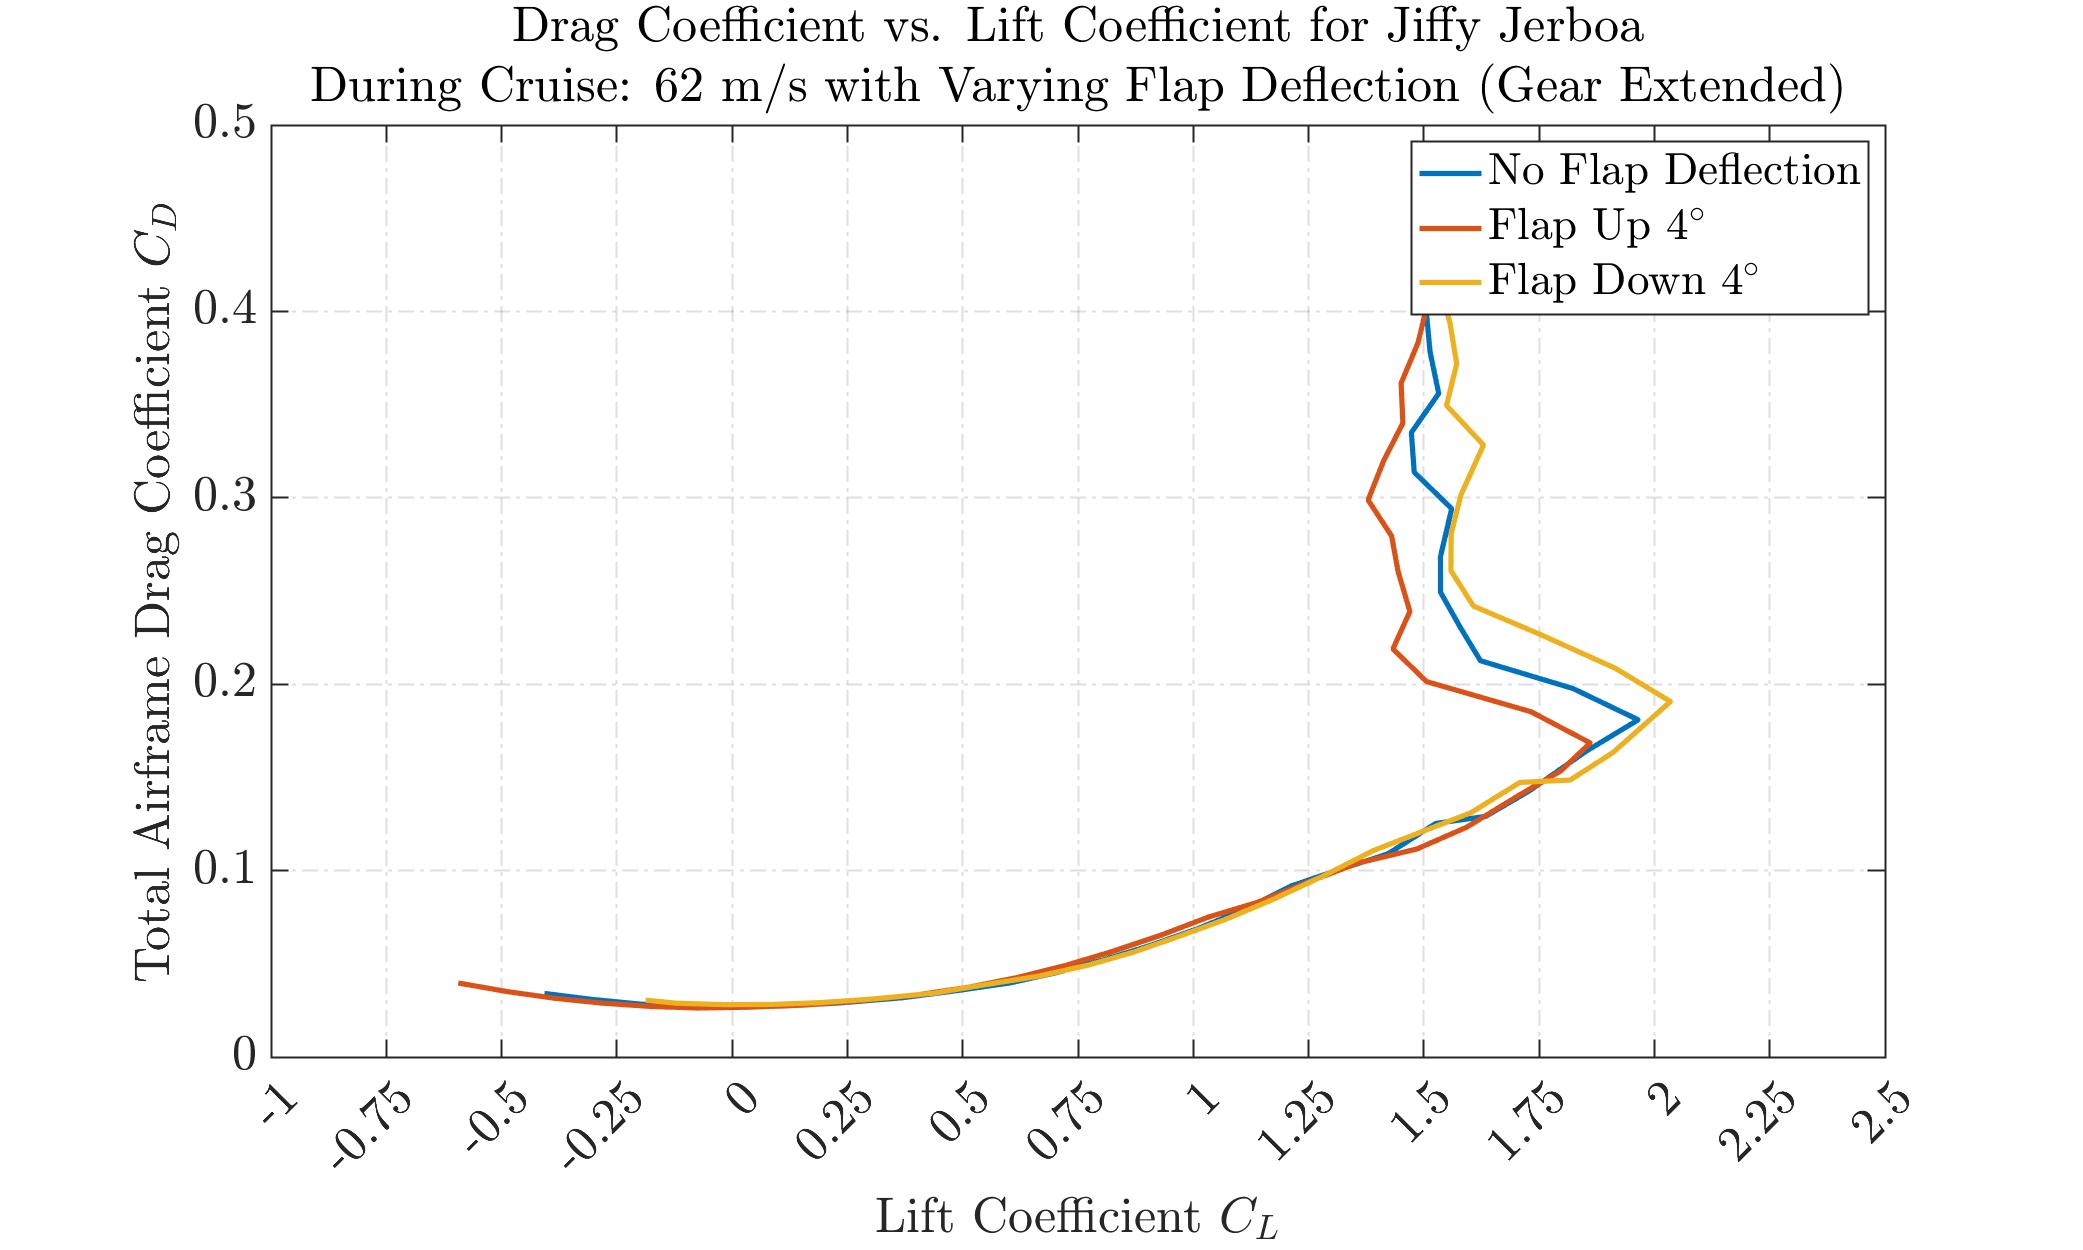 Drag Coefficient vs. Lift Coefficient for Jiffy Jerboa
During Cruise: 62 m/s with Varying Flap Deflection (Gear Extended)
No Flap Deflection
Flap Up 4°
Flap Down 4°
Total Airframe Drag Coefficient C_D
0.5
0.4
0.3
0.2
0.1
0
-1 -0.75 -0.5 -0.25 0 0.25 0.5 0.75 1 1.25 1.5 1.75 2 2.25 2.5
Lift Coefficient C_L